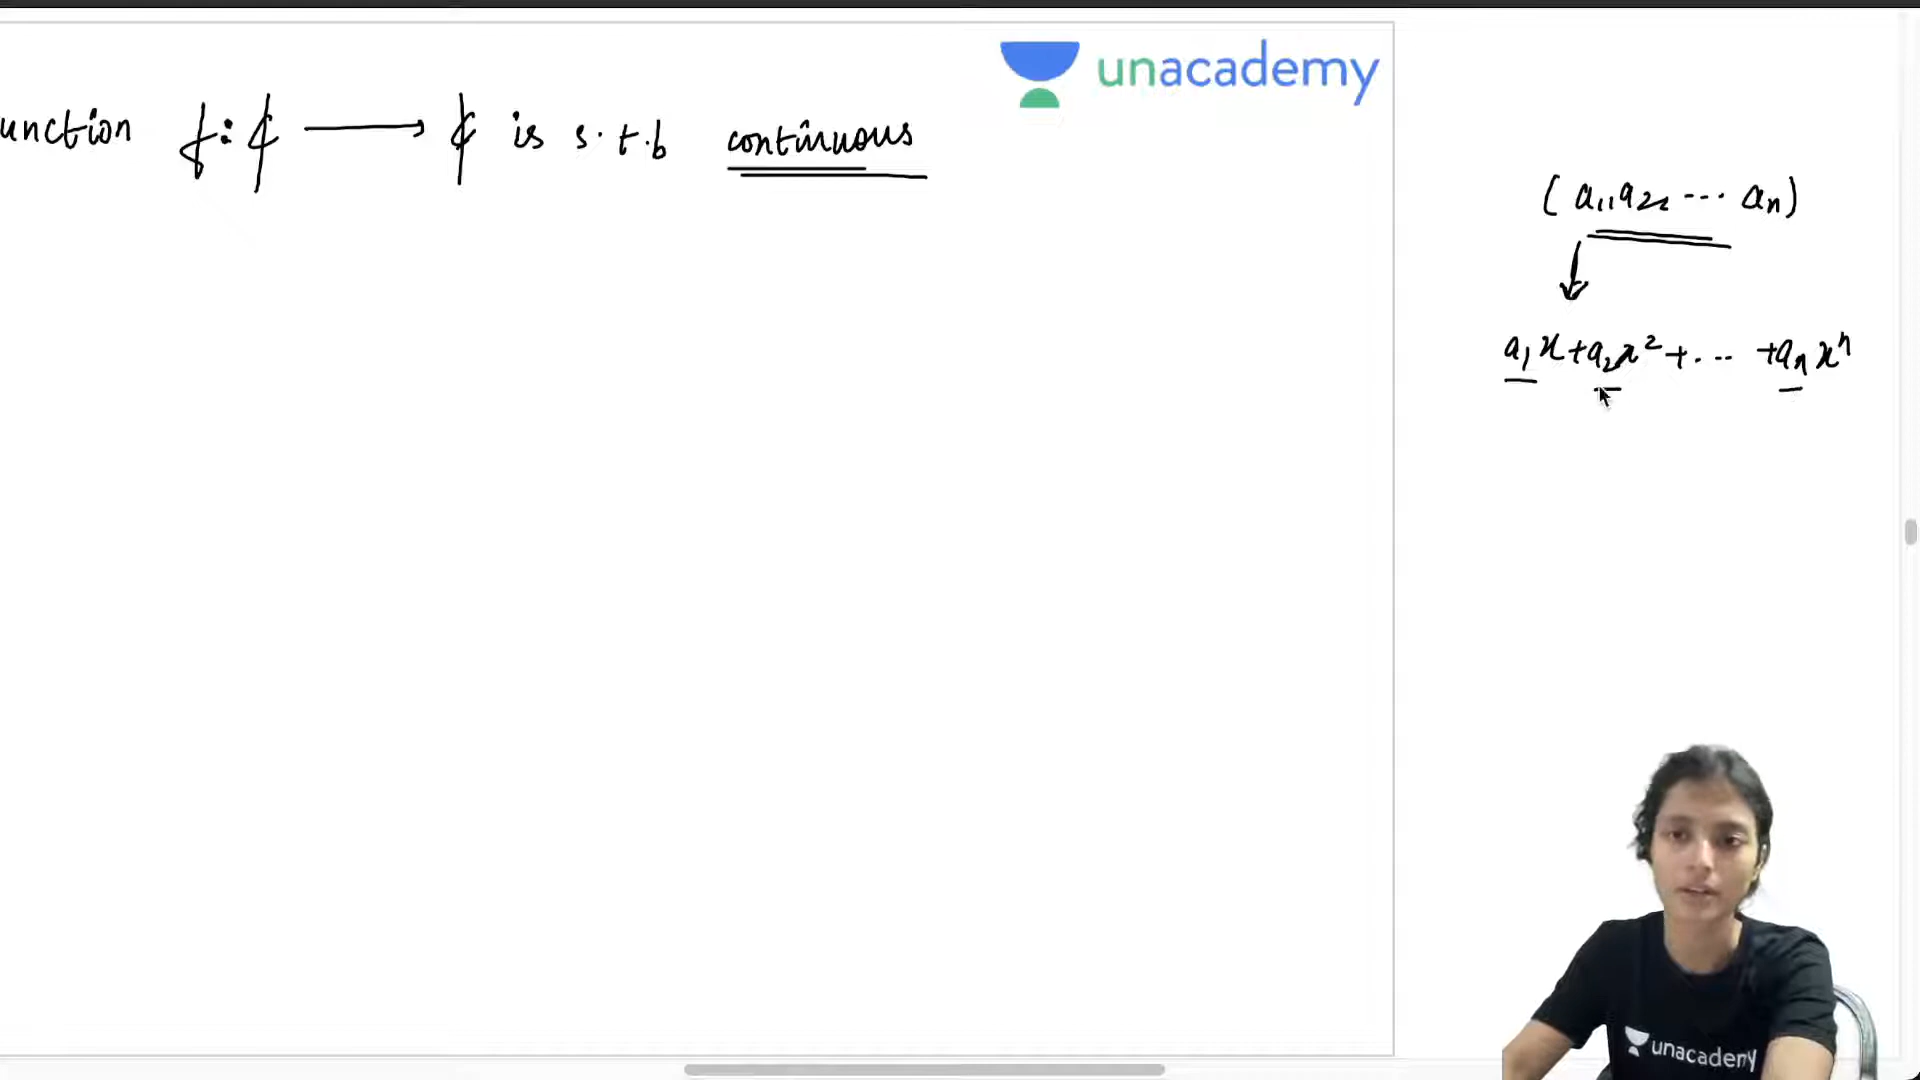 unacademy
unction f: ₵ ⟶ ₵ is s.t.b continuous
(a₁,a₂, ... aₙ)
↓
a₁x+a₂x²+... +aₙxⁿ
unacademy